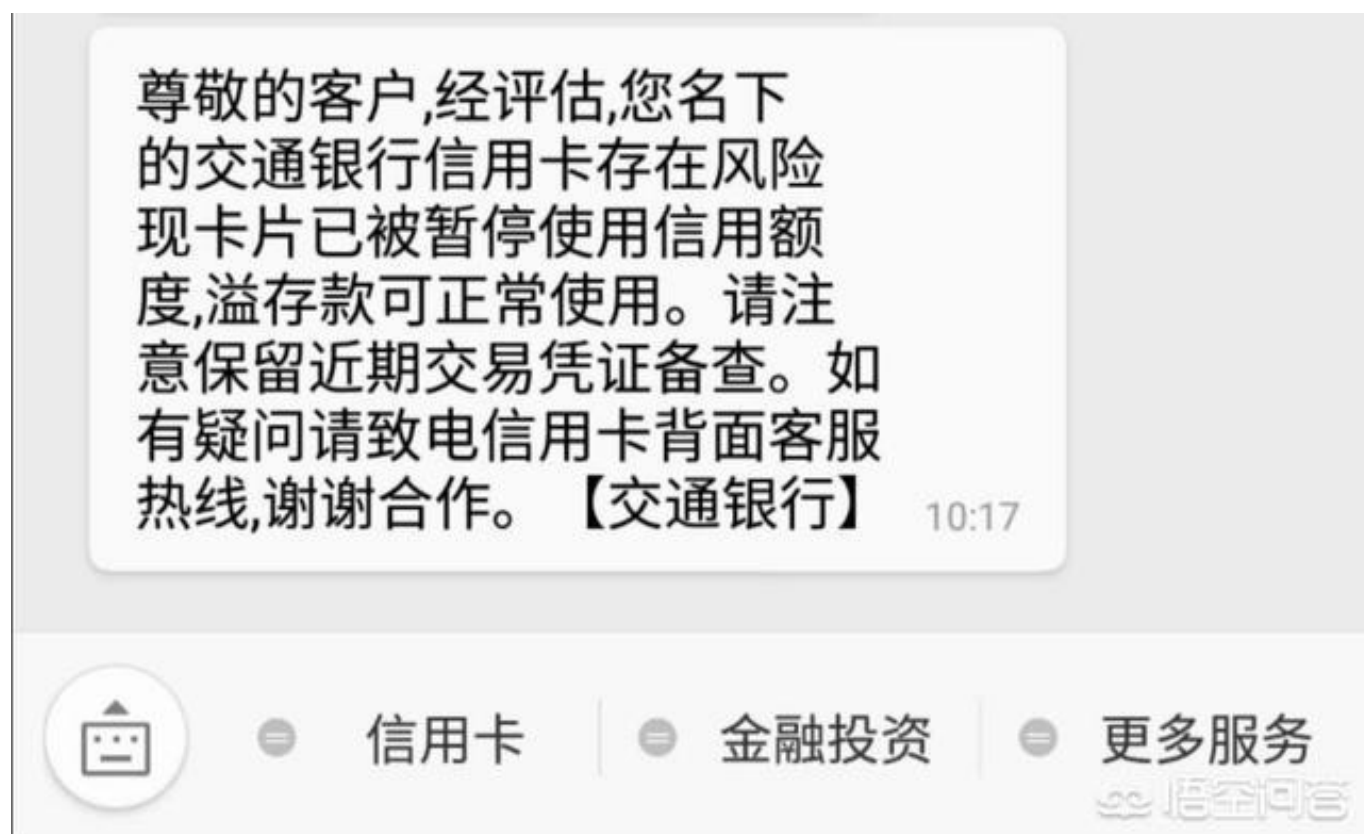 尊敬的客户,经评估,您名下
的交通银行信用卡存在风险
现卡片已被暂停使用信用额
度,溢存款可正常使用。请注
意保留近期交易凭证备查。如
有疑问请致电信用卡背面客服
热线,谢谢合作。【交通银行】 10:17
信用卡 金融投资 更多服务
悟空问答